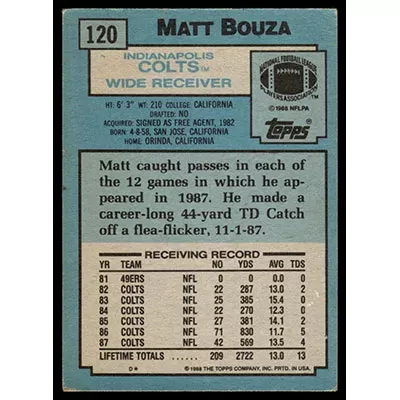 120 MATT BOUZA
INDIANAPOLIS
COLTS™
WIDE RECEIVER
NATIONAL FOOTBALL LEAGUE
PLAYERS ASSOCIATION
© 1988 NFLPA
Topps®
HT: 6' 3" WT: 210 COLLEGE: CALIFORNIA
DRAFTED: NO
ACQUIRED: SIGNED AS FREE AGENT, 1982
BORN: 4-8-58, SAN JOSE, CALIFORNIA
HOME: ORINDA, CALIFORNIA
Matt caught passes in each of
the 12 games in which he ap-
peared in 1987. He made a
career-long 44-yard TD Catch
off a flea-flicker, 11-1-87.
RECEIVING RECORD
YR TEAM NO YDS AVG TDS
81 49ERS NFL 0 0 0.0 0
82 COLTS NFL 22 287 13.0 2
83 COLTS NFL 25 385 15.4 0
84 COLTS NFL 22 270 12.3 0
85 COLTS NFL 27 381 14.1 2
86 COLTS NFL 71 830 11.7 5
87 COLTS NFL 42 569 13.5 4
LIFETIME TOTALS ..... 209 2722 13.0 13
D* © 1988 THE TOPPS COMPANY, INC. PRTD. IN U.S.A.